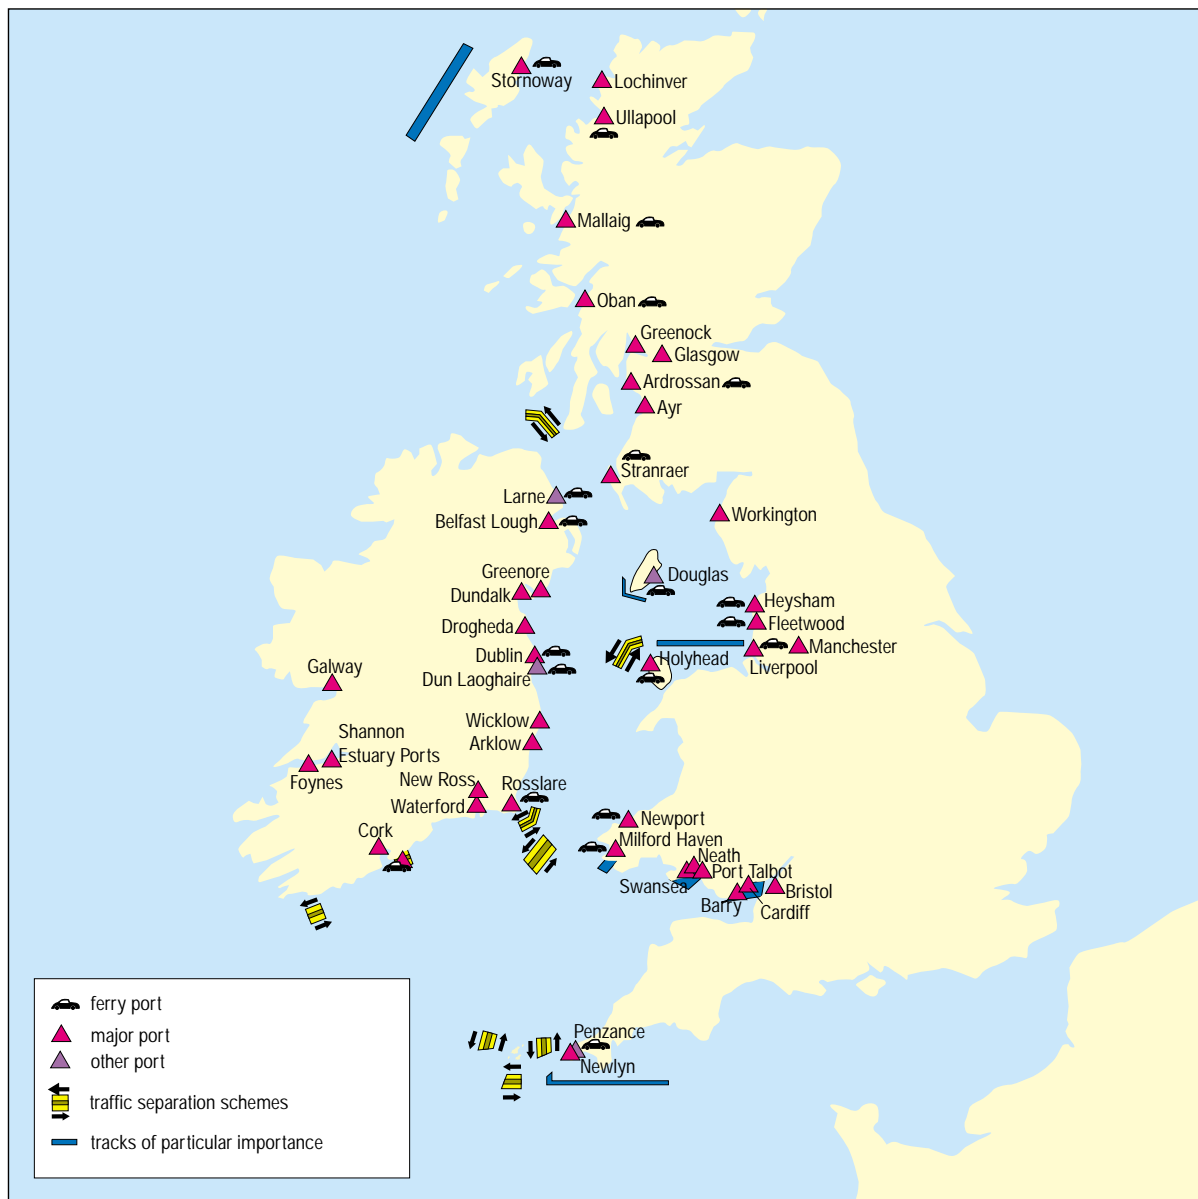 Stornoway
Lochinver
Ullapool
Mallaig
Oban
Greenock
Glasgow
Ardrossan
Ayr
Stranraer
Larne
Belfast Lough
Workington
Greenore
Dundalk
Douglas
Heysham
Fleetwood
Drogheda
Manchester
Liverpool
Holyhead
Dublin
Dun Laoghaire
Galway
Wicklow
Arklow
Shannon
Estuary Ports
Foynes
New Ross
Rosslare
Waterford
Cork
Newport
Milford Haven
Neath
Port Talbot
Swansea
Barry
Cardiff
Bristol
Penzance
Newlyn
ferry port
major port
other port
traffic separation schemes
tracks of particular importance